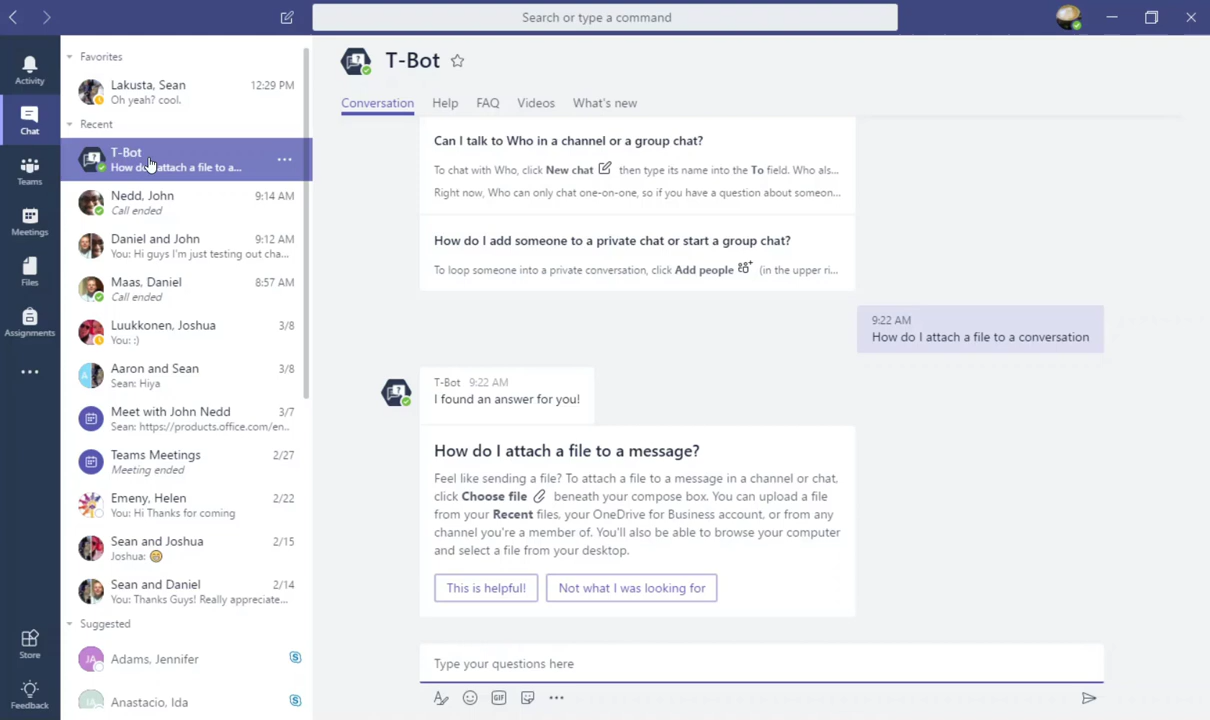 Search or type a command
Activity
Chat
Teams
Meetings
Files
Assignments
Store
Feedback
Favorites
Lakusta, Sean 12:29 PM
Oh yeah? cool.
Recent
T-Bot
How do attach a file to a...
Nedd, John 9:14 AM
Call ended
Daniel and John 9:12 AM
You: Hi guys I'm just testing out cha...
Maas, Daniel 8:57 AM
Call ended
Luukkonen, Joshua 3/8
You: :)
Aaron and Sean 3/8
Sean: Hiya
Meet with John Nedd 3/7
Sean: https://products.office.com/en..
Teams Meetings 2/27
Meeting ended
Emeny, Helen 2/22
You: Hi Thanks for coming
Sean and Joshua 2/15
Joshua:
Sean and Daniel 2/14
You: Thanks Guys! Really appreciate...
Suggested
JA Adams, Jennifer
IA Anastacio, Ida
T-Bot
Conversation Help FAQ Videos What's new
Can I talk to Who in a channel or a group chat?
To chat with Who, click New chat then type its name into the To field. Who als...
Right now, Who can only chat one-on-one, so if you have a question about someon...
How do I add someone to a private chat or start a group chat?
To loop someone into a private conversation, click Add people (in the upper ri...
9:22 AM
How do I attach a file to a conversation
T-Bot 9:22 AM
I found an answer for you!
How do I attach a file to a message?
Feel like sending a file? To attach a file to a message in a channel or chat,
click Choose file beneath your compose box. You can upload a file
from your Recent files, your OneDrive for Business account, or from any
channel you're a member of. You'll also be able to browse your computer
and select a file from your desktop.
This is helpful! Not what I was looking for
Type your questions here
GIF